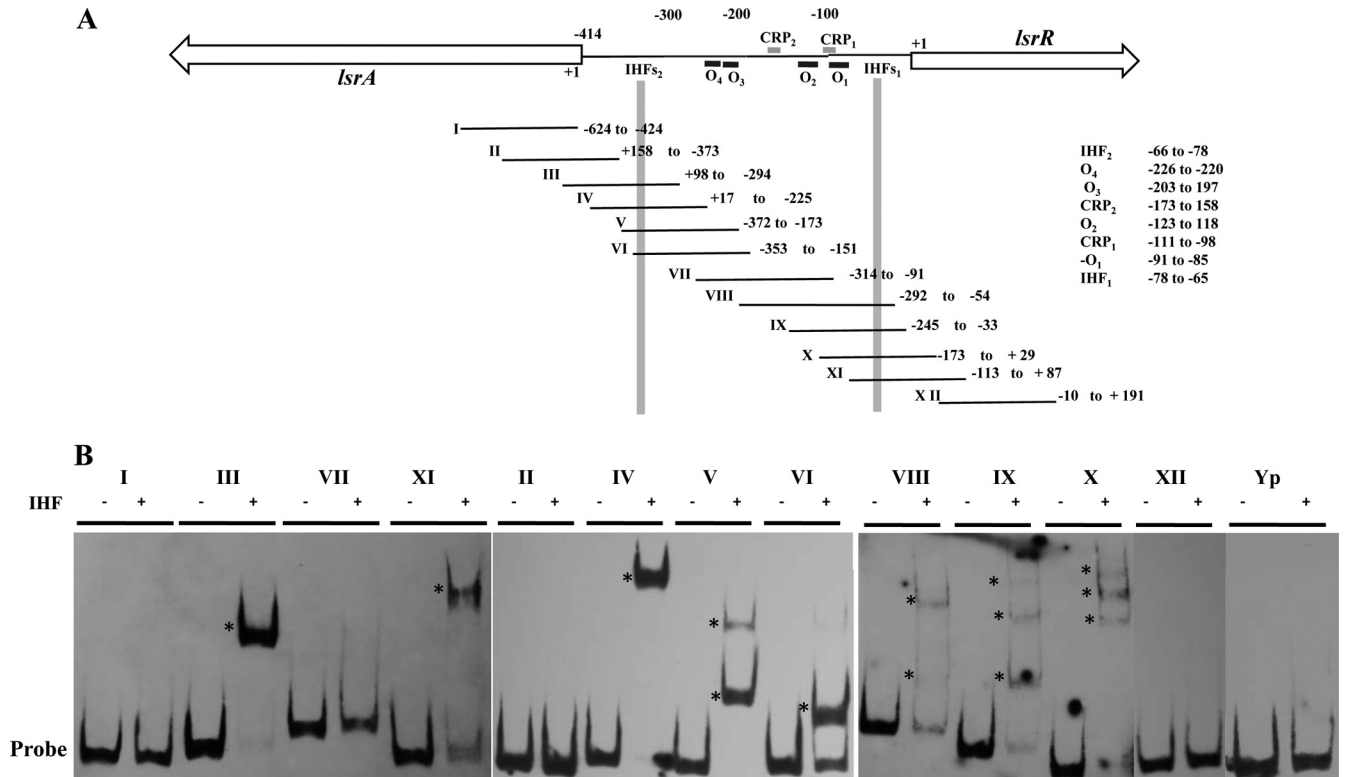 A
-300 -200 -100
-414 CRP2 CRP1 +1 lsrR
lsrA +1 IHFs2 O4 O3 O2 O1 IHFs1
I -624 to -424
II +158 to -373
III +98 to -294
IV +17 to -225
V -372 to -173
VI -353 to -151
VII -314 to -91
VIII -292 to -54
IX -245 to -33
X -173 to + 29
XI -113 to + 87
X II -10 to + 191
IHF2 -66 to -78
O4 -226 to -220
O3 -203 to 197
CRP2 -173 to 158
O2 -123 to 118
CRP1 -111 to -98
-O1 -91 to -85
IHF1 -78 to -65
B
I III VII XI II IV V VI VIII IX X XII Yp
IHF - + - + - + - + - + - + - + - + - + - + - + - + - +
* * * * * * * * * * * * * *
Probe